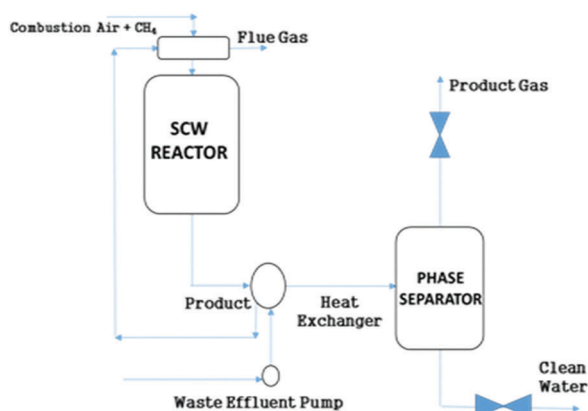 Combustion Air + CH₄
Flue Gas
SCW
REACTOR
Product Gas
Product
Heat
Exchanger
PHASE
SEPARATOR
Waste Effluent Pump
Clean
Water